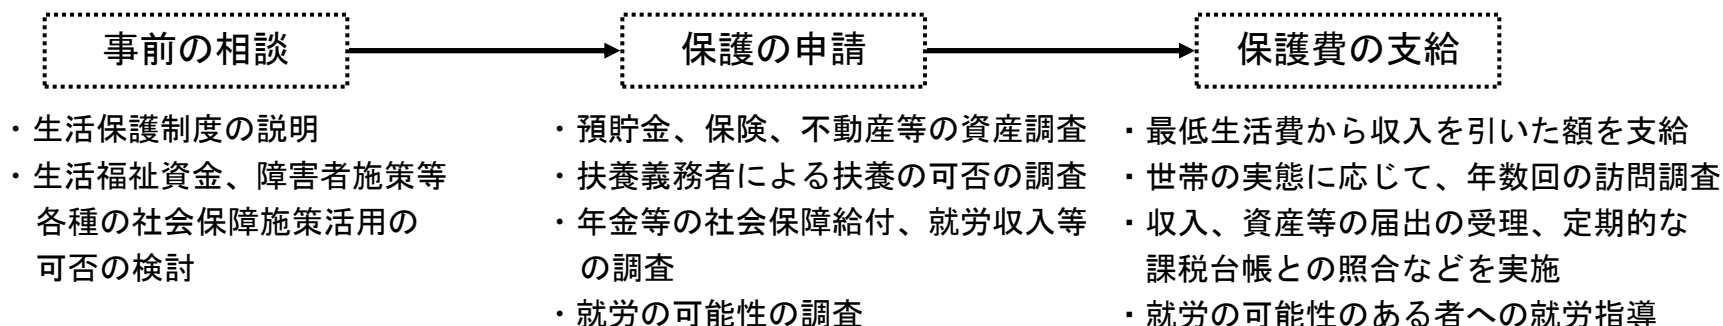 事前の相談
保護の申請
保護費の支給
・生活保護制度の説明
・生活福祉資金、障害者施策等
各種の社会保障施策活用の
可否の検討
・預貯金、保険、不動産等の資産調査
・扶養義務者による扶養の可否の調査
・年金等の社会保障給付、就労収入等
の調査
・就労の可能性の調査
・最低生活費から収入を引いた額を支給
・世帯の実態に応じて、年数回の訪問調査
・収入、資産等の届出の受理、定期的な
課税台帳との照合などを実施
・就労の可能性のある者への就労指導